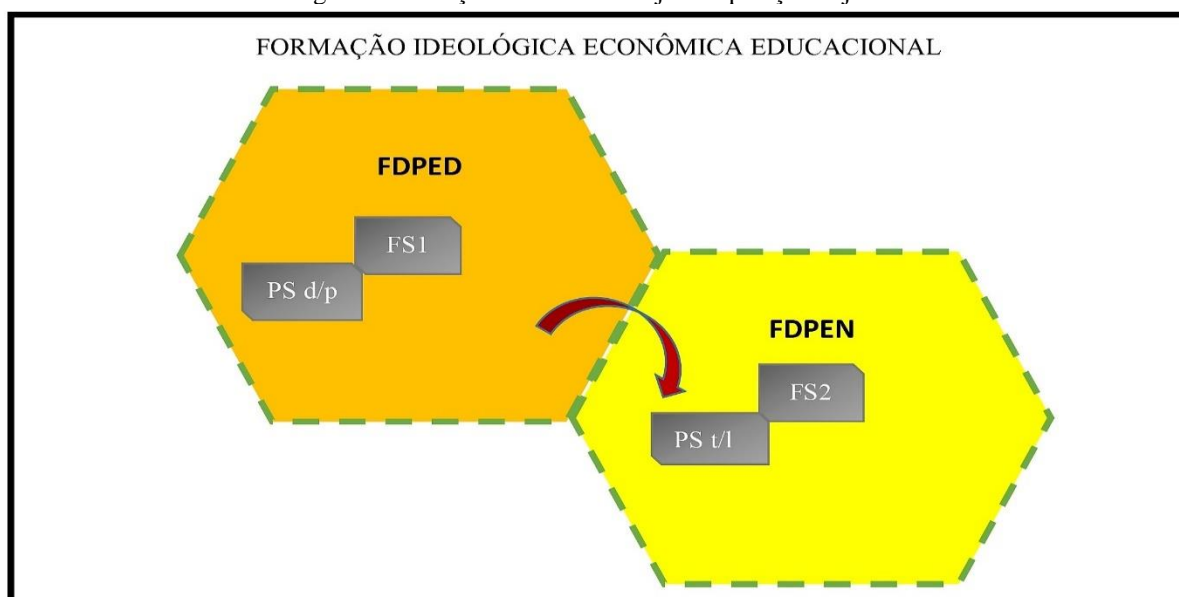 FORMAÇÃO IDEOLÓGICA ECONÔMICA EDUCACIONAL
FDPED
FS1
PS d/p
FDPEN
FS2
PS t/l